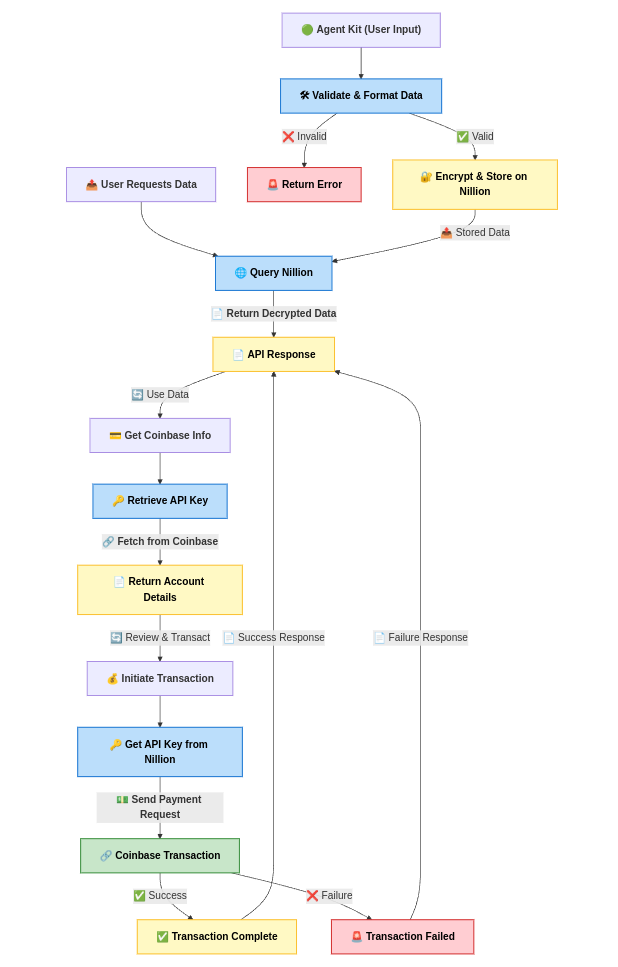 🟢 Agent Kit (User Input)
🛠 Validate & Format Data
❌ Invalid
✅ Valid
📤 User Requests Data
🚨 Return Error
🔐 Encrypt & Store on
Nillion
📤 Stored Data
🌐 Query Nillion
📄 Return Decrypted Data
📄 API Response
🔄 Use Data
💳 Get Coinbase Info
🔑 Retrieve API Key
🔗 Fetch from Coinbase
📄 Return Account
Details
🔄 Review & Transact
📄 Success Response
📄 Failure Response
💰 Initiate Transaction
🔑 Get API Key from
Nillion
💵 Send Payment
Request
🔗 Coinbase Transaction
✅ Success
❌ Failure
✅ Transaction Complete
🚨 Transaction Failed